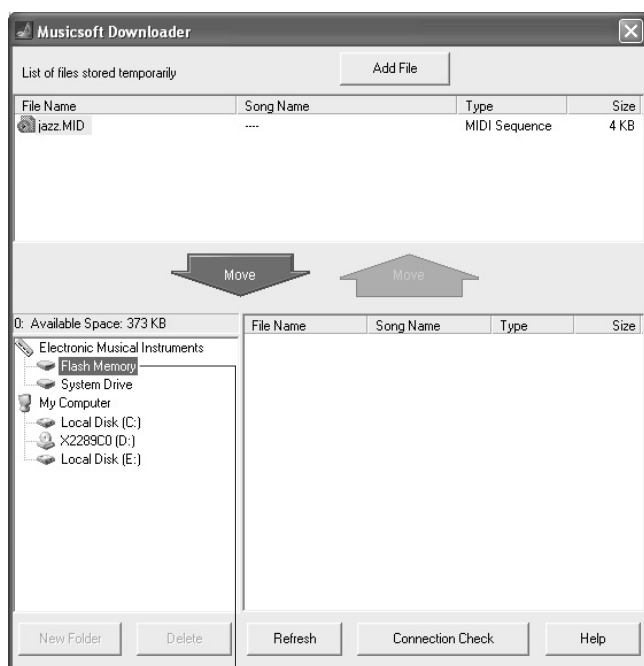 Musicsoft Downloader
List of files stored temporarily
Add File
File Name Song Name Type Size
jazz.MID ---- MIDI Sequence 4 KB
Move
Move
0: Available Space: 373 KB
Electronic Musical Instruments
Flash Memory
System Drive
My Computer
Local Disk (C:)
X2289C0 (D:)
Local Disk (E:)
File Name Song Name Type Size
New Folder Delete Refresh Connection Check Help